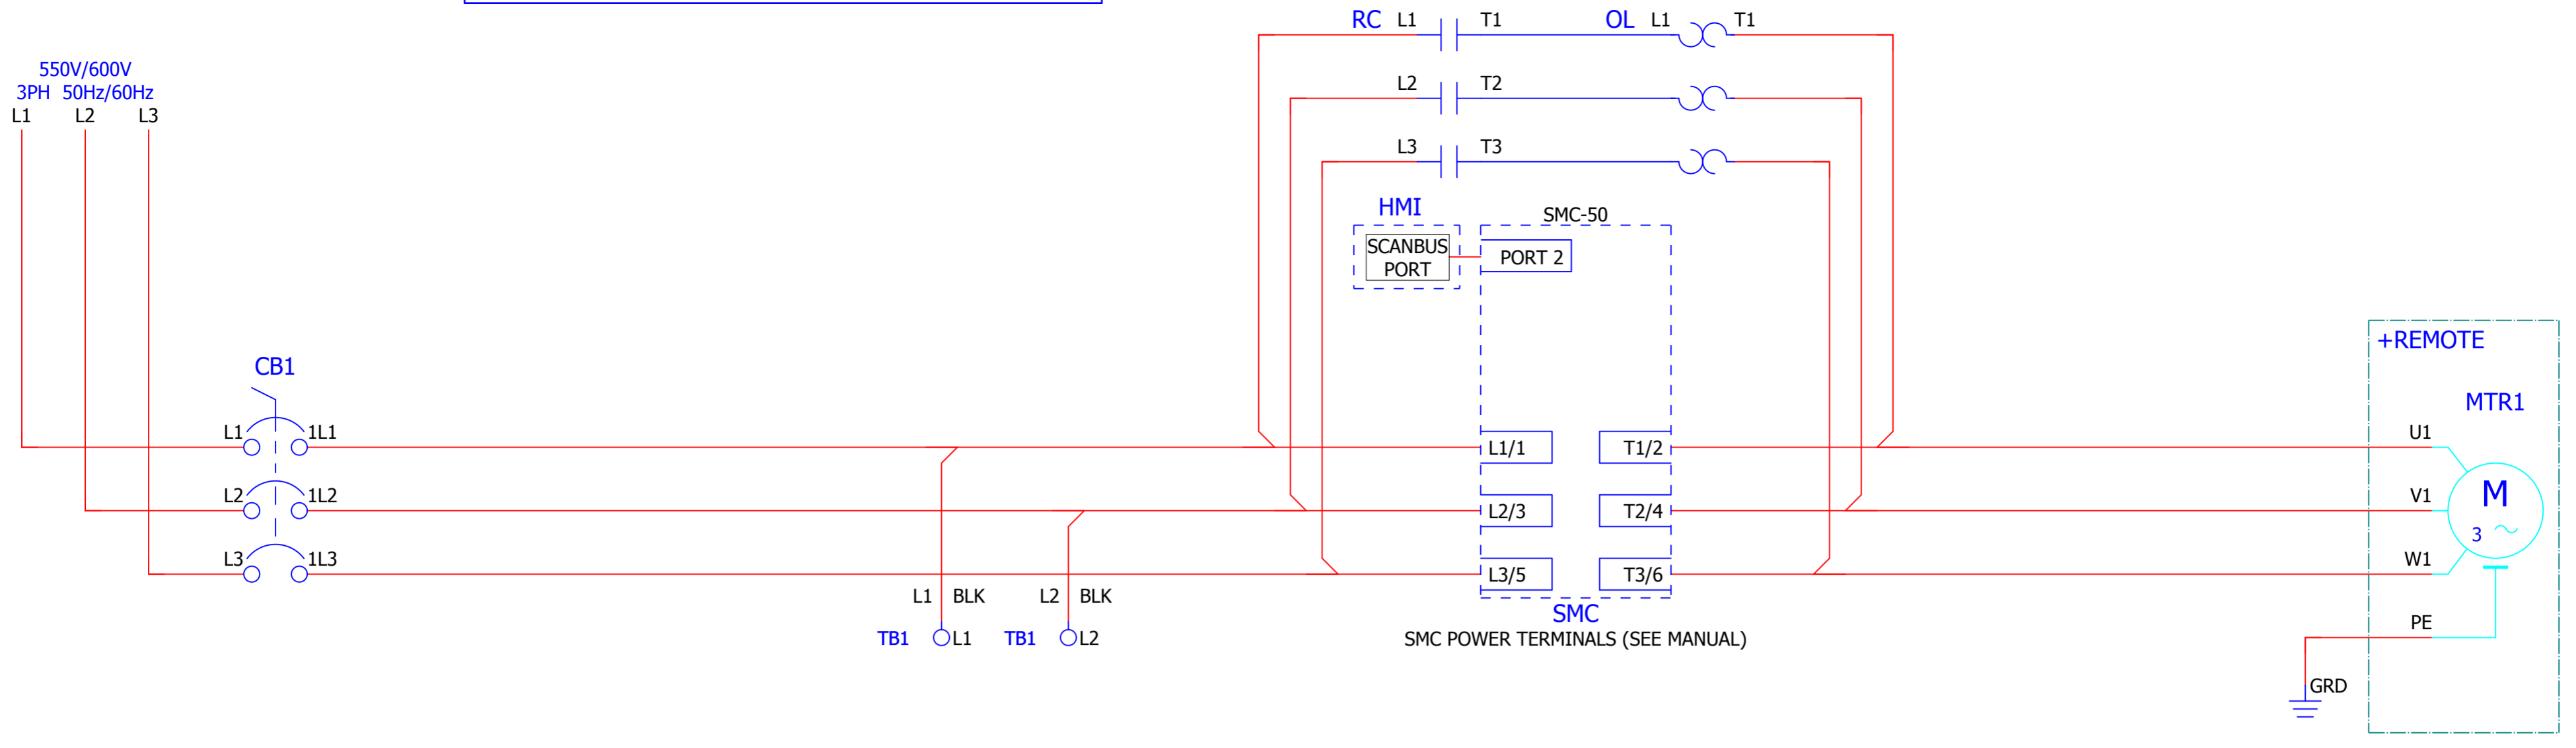 RC L1 T1 OL L1 T1
550V/600V
3PH 50Hz/60Hz
L1 L2 L3
L2 T2
L3 T3
HMI
SMC-50
SCANBUS
PORT
PORT 2
+REMOTE
CB1
MTR1
L1 1L1
L1/1 T1/2
U1
L2 1L2
L2/3 T2/4
V1
M
3
L3 1L3
L3/5 T3/6
W1
L1 BLK L2 BLK
SMC
TB1 L1 TB1 L2
SMC POWER TERMINALS (SEE MANUAL)
PE
GRD